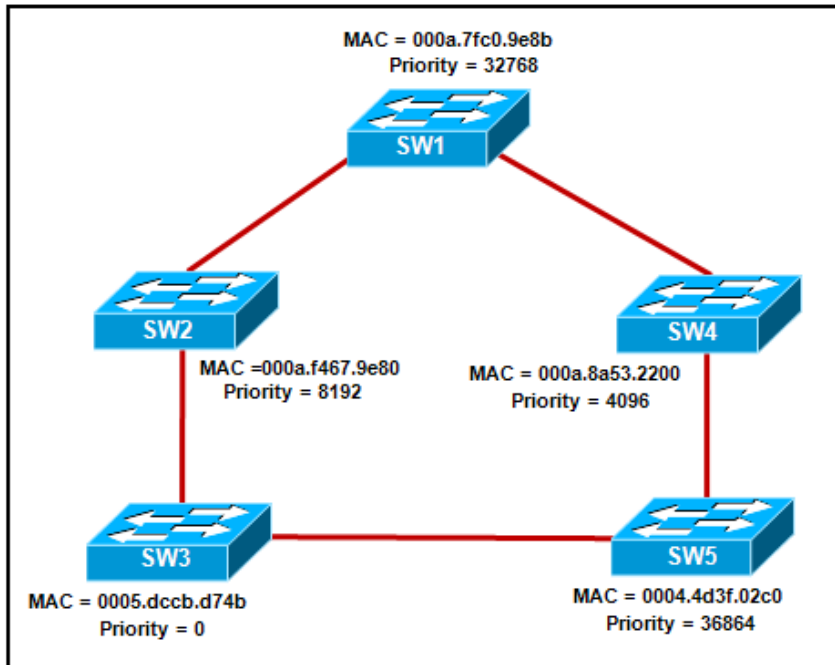 MAC = 000a.7fc0.9e8b
Priority = 32768
SW1
SW2
SW4
MAC =000a.f467.9e80
Priority = 8192
MAC = 000a.8a53.2200
Priority = 4096
SW3
SW5
MAC = 0005.dccb.d74b
Priority = 0
MAC = 0004.4d3f.02c0
Priority = 36864